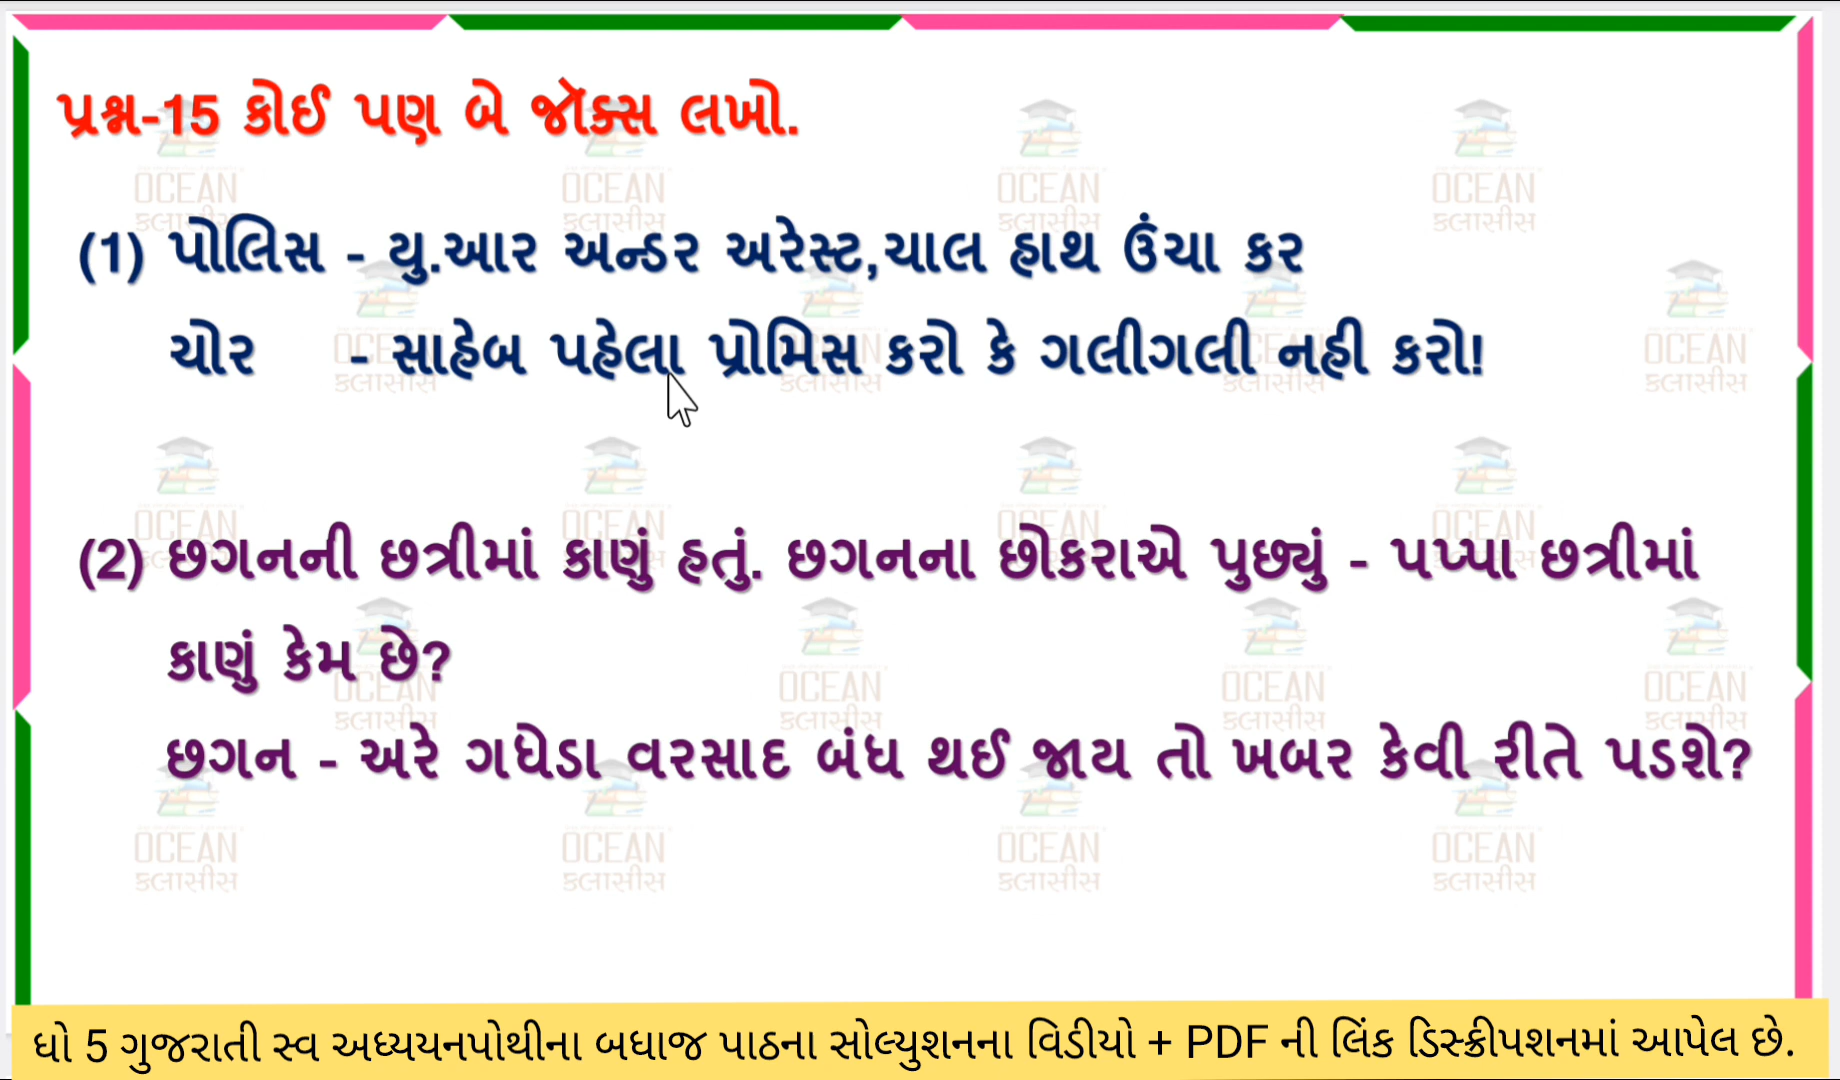 પ્રશ્ન-15 કોઈ પણ બે જૉક્સ લખો.
(1) પોલિસ - યુ.આર અન્ડર અરેસ્ટ,ચાલ હાથ ઉંચા કર
ચોર - સાહેબ પહેલા પ્રોમિસ કરો કે ગલીગલી નહી કરો!
(2) છગનની છત્રીમાં કાણું હતું. છગનના છોકરાએ પુછ્યું - પપ્પા છત્રીમાં
કાણું કેમ છે?
છગન - અરે ગધેડા વરસાદ બંધ થઈ જાય તો ખબર કેવી રીતે પડશે?
ધો 5 ગુજરાતી સ્વ અધ્યયનપોથીના બધાજ પાઠના સોલ્યુશનના વિડીયો + PDF ની લિંક ડિસ્ક્રીપશનમાં આપેલ છે.
OCEAN
ક્લાસીસ